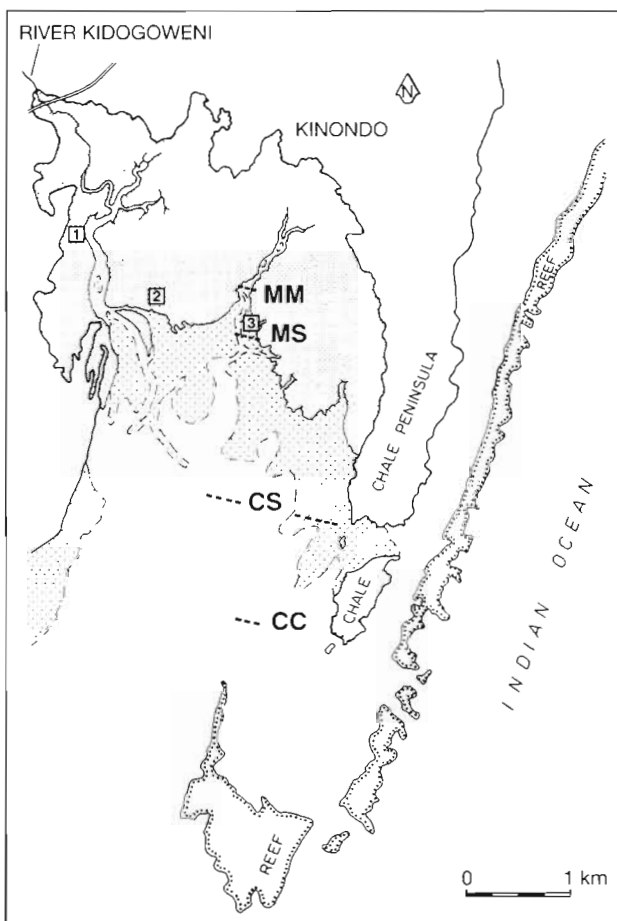 RIVER KIDOGOWENI
N
KINONDO
1
2
MM
3
MS
CHALE PENINSULA
REEF
CS
CHALE
INDIAN OCEAN
CC
REEF
0 1 km